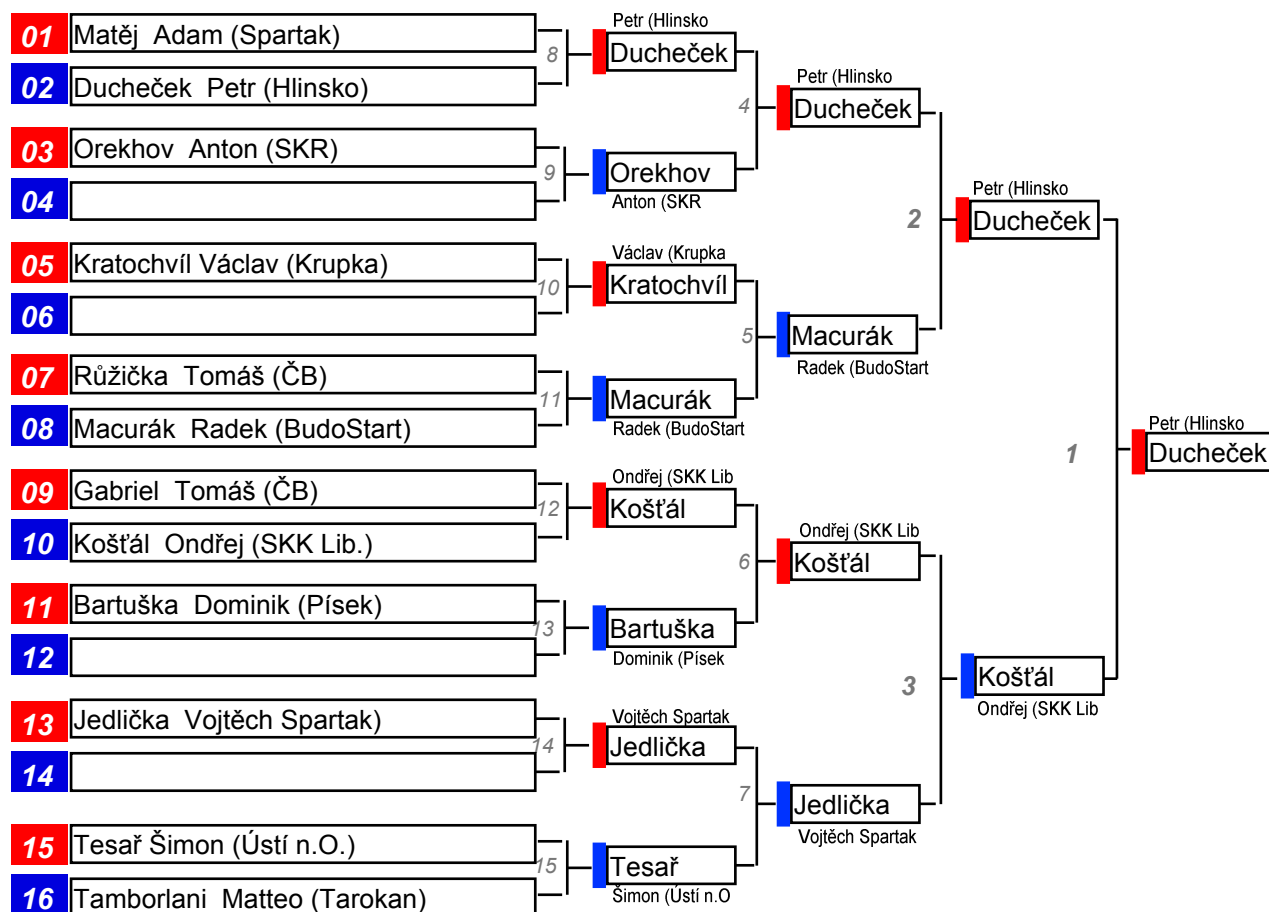 01 Matěj  Adam (Spartak)
02 Ducheček  Petr (Hlinsko)
03 Orekhov  Anton (SKR)
04
05 Kratochvíl Václav (Krupka)
06
07 Růžička  Tomáš (ČB)
08 Macurák  Radek (BudoStart)
09 Gabriel  Tomáš (ČB)
10 Košťál  Ondřej (SKK Lib.)
11 Bartuška  Dominik (Písek)
12
13 Jedlička  Vojtěch Spartak)
14
15 Tesař Šimon (Ústí n.O.)
16 Tamborlani  Matteo (Tarokan)
8
9
10
11
12
13
14
15
Petr (Hlinsko
Ducheček
Orekhov
Anton (SKR
Václav (Krupka
Kratochvíl
Macurák
Radek (BudoStart
Ondřej (SKK Lib
Košťál
Bartuška
Dominik (Písek
Vojtěch Spartak
Jedlička
Tesař
Šimon (Ústí n.O
4
5
6
7
Petr (Hlinsko
Ducheček
Macurák
Radek (BudoStart
Ondřej (SKK Lib
Košťál
Jedlička
Vojtěch Spartak
2
3
Petr (Hlinsko
Ducheček
Košťál
Ondřej (SKK Lib
1
Petr (Hlinsko
Ducheček